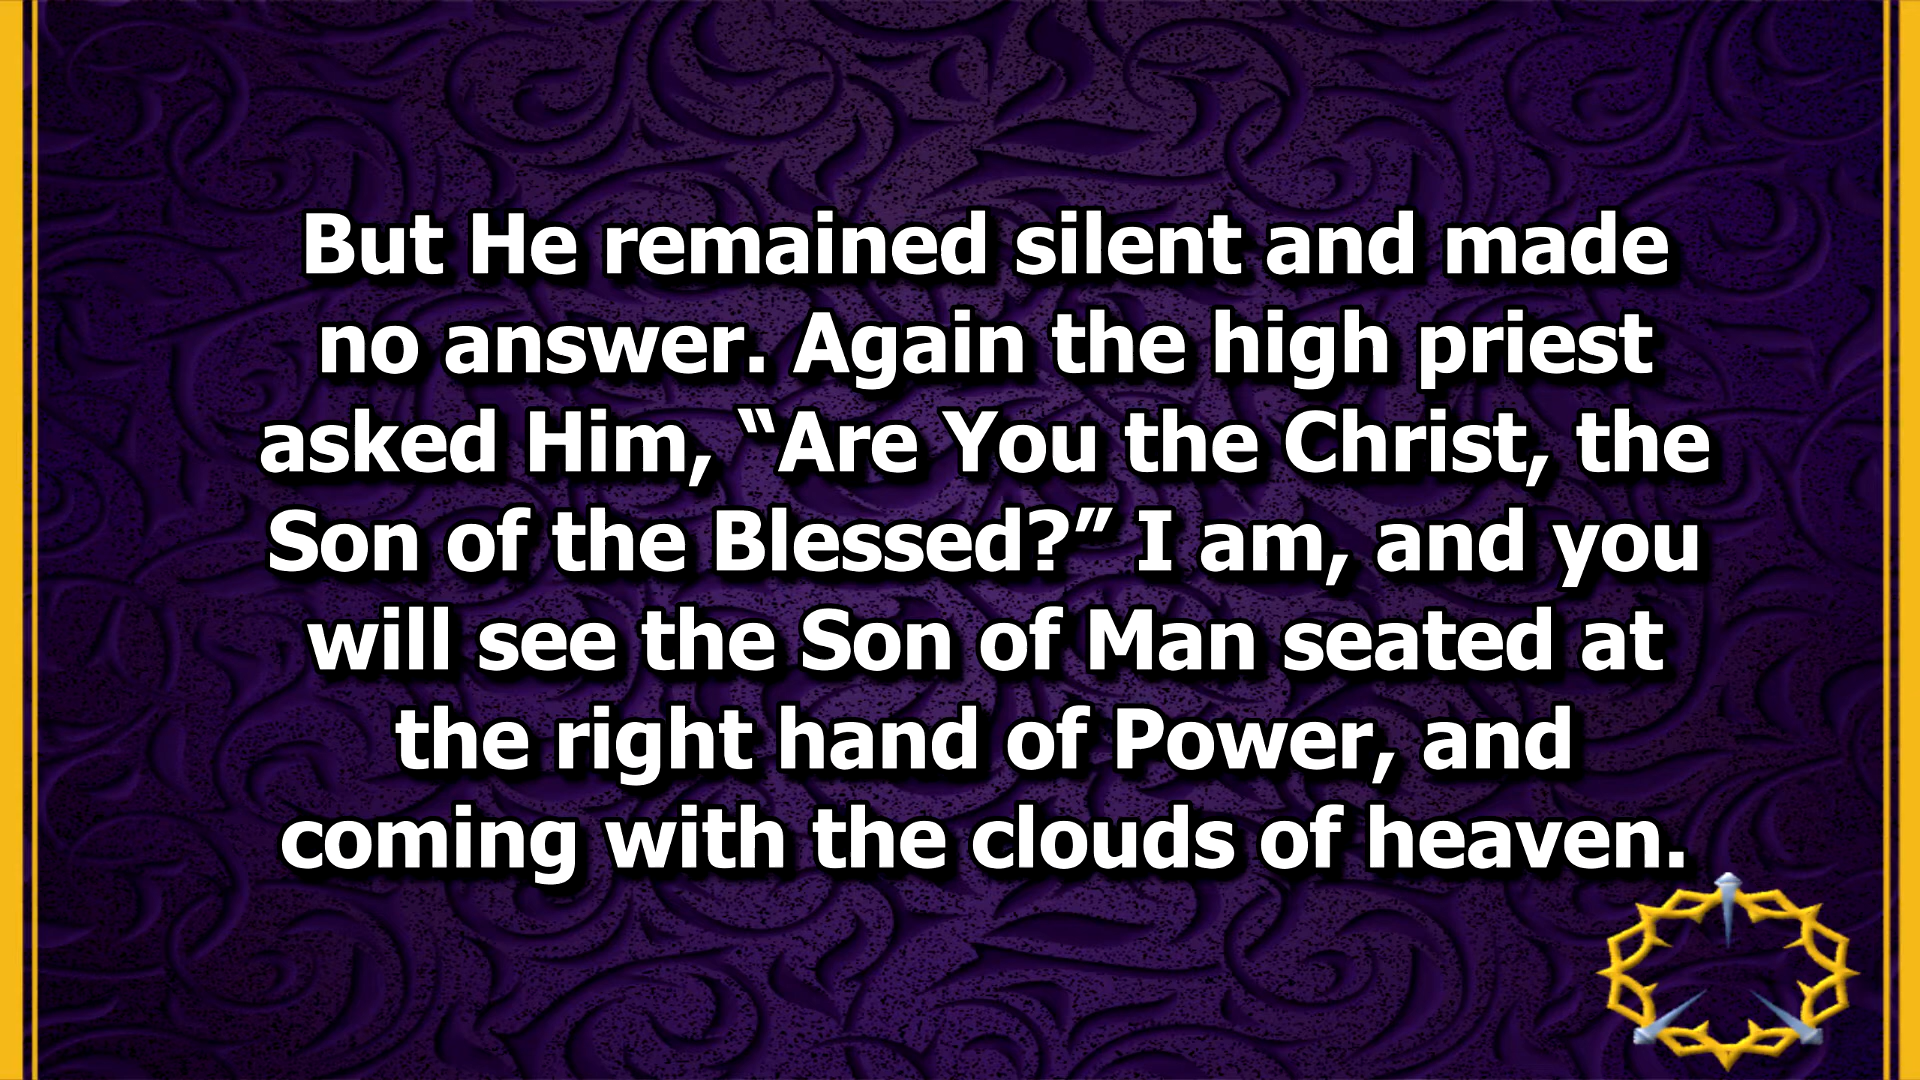 But He remained silent and made
no answer. Again the high priest
asked Him, “Are You the Christ, the
Son of the Blessed?” I am, and you
will see the Son of Man seated at
the right hand of Power, and
coming with the clouds of heaven.